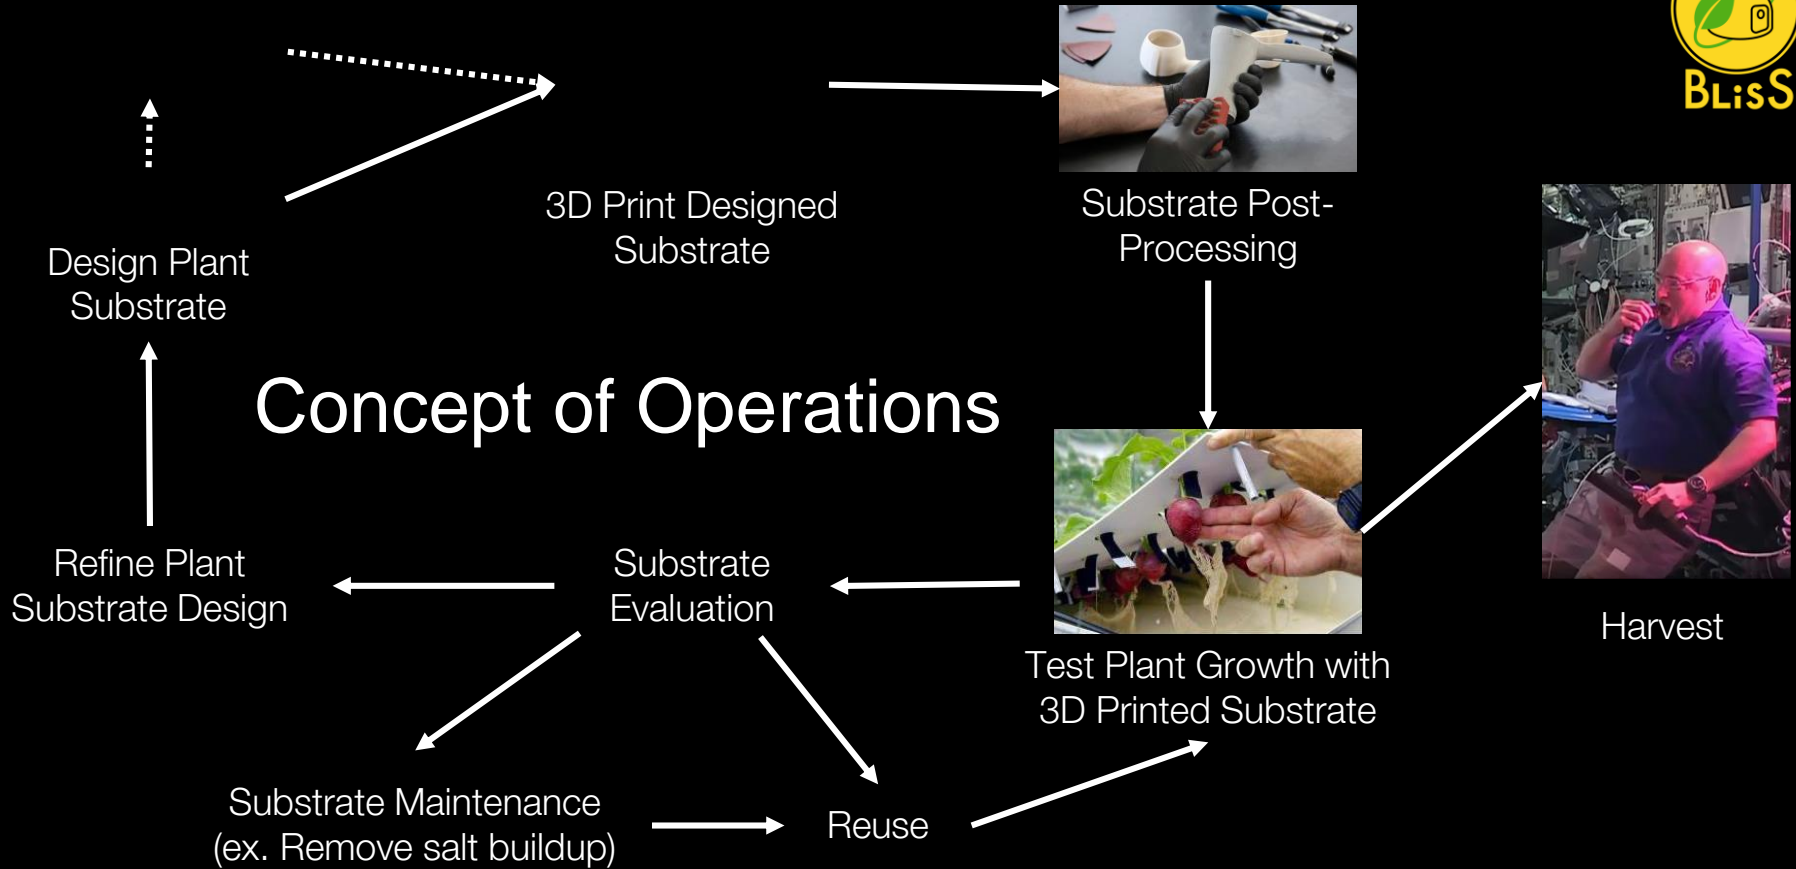 BLiSS
3D Print Designed
Substrate
Substrate Post-
Processing
Design Plant
Substrate
Concept of Operations
Refine Plant
Substrate Design
Substrate
Evaluation
Harvest
Test Plant Growth with
3D Printed Substrate
Substrate Maintenance
(ex. Remove salt buildup)
Reuse